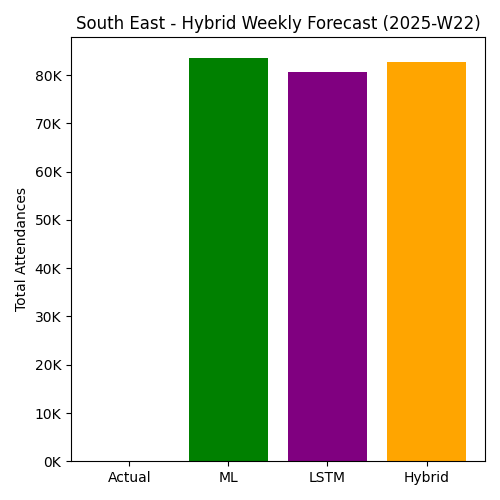 South East - Hybrid Weekly Forecast (2025-W22)
80K
70K
60K
50K
40K
30K
20K
10K
0K
Total Attendances
Actual ML LSTM Hybrid